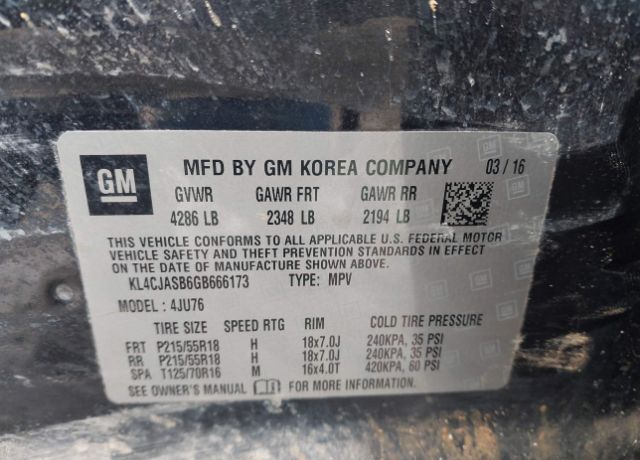 GM MFD BY GM KOREA COMPANY 03/16
GVWR GAWR FRT GAWR RR
4286 LB 2348 LB 2194 LB
THIS VEHICLE CONFORMS TO ALL APPLICABLE U.S. FEDERAL MOTOR
VEHICLE SAFETY AND THEFT PREVENTION STANDARDS IN EFFECT
ON THE DATE OF MANUFACTURE SHOWN ABOVE.
KL4CJASB6GB666173 TYPE: MPV
MODEL : 4JU76
TIRE SIZE SPEED RTG RIM COLD TIRE PRESSURE
FRT P215/55R18 H 18x7.0J 240KPA, 35 PSI
RR P215/55R18 H 18x7.0J 240KPA, 35 PSI
SPA T125/70R16 M 16x4.0T 420KPA, 60 PSI
SEE OWNER'S MANUAL FOR MORE INFORMATION.